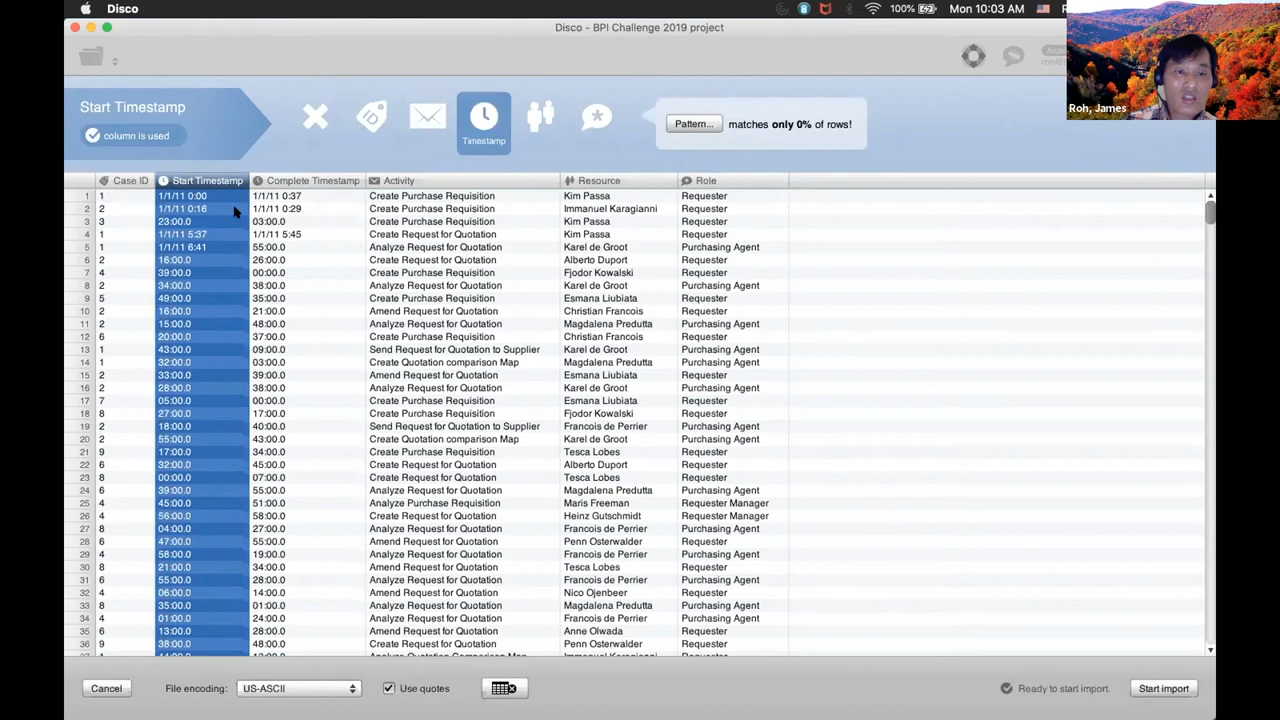 Disco
100%
Mon 10:03 AM
Disco - BPI Challenge 2019 project
Roh, James
Start Timestamp
column is used
Timestamp
Pattern... matches only 0% of rows!
Case ID Start Timestamp Complete Timestamp Activity Resource Role
1 1 1/1/11 0:00 1/1/11 0:37 Create Purchase Requisition Kim Passa Requester
2 2 1/1/11 0:16 1/1/11 0:29 Create Purchase Requisition Immanuel Karagianni Requester
3 3 23:00.0 03:00.0 Create Purchase Requisition Kim Passa Requester
4 1 1/1/11 5:37 1/1/11 5:45 Create Request for Quotation Kim Passa Requester
5 1 1/1/11 6:41 55:00.0 Analyze Request for Quotation Karel de Groot Purchasing Agent
6 2 16:00.0 26:00.0 Create Request for Quotation Alberto Duport Requester
7 4 39:00.0 00:00.0 Create Purchase Requisition Fjodor Kowalski Requester
8 2 34:00.0 38:00.0 Analyze Request for Quotation Karel de Groot Purchasing Agent
9 5 49:00.0 35:00.0 Create Purchase Requisition Esmana Liubiata Requester
10 2 16:00.0 21:00.0 Amend Request for Quotation Christian Francois Requester
11 2 15:00.0 48:00.0 Analyze Request for Quotation Magdalena Predutta Purchasing Agent
12 6 20:00.0 37:00.0 Create Purchase Requisition Christian Francois Requester
13 1 43:00.0 09:00.0 Send Request for Quotation to Supplier Karel de Groot Purchasing Agent
14 1 32:00.0 03:00.0 Create Quotation comparison Map Magdalena Predutta Purchasing Agent
15 2 33:00.0 39:00.0 Amend Request for Quotation Esmana Liubiata Requester
16 2 28:00.0 38:00.0 Analyze Request for Quotation Karel de Groot Purchasing Agent
17 7 05:00.0 00:00.0 Create Purchase Requisition Esmana Liubiata Requester
18 8 27:00.0 17:00.0 Create Purchase Requisition Fjodor Kowalski Requester
19 2 18:00.0 40:00.0 Send Request for Quotation to Supplier Francois de Perrier Purchasing Agent
20 2 55:00.0 43:00.0 Create Quotation comparison Map Karel de Groot Purchasing Agent
21 9 17:00.0 34:00.0 Create Purchase Requisition Tesca Lobes Requester
22 6 32:00.0 45:00.0 Create Request for Quotation Alberto Duport Requester
23 8 00:00.0 07:00.0 Create Request for Quotation Tesca Lobes Requester
24 6 39:00.0 55:00.0 Analyze Request for Quotation Magdalena Predutta Purchasing Agent
25 4 45:00.0 51:00.0 Analyze Purchase Requisition Maris Freeman Requester Manager
26 4 56:00.0 58:00.0 Create Request for Quotation Heinz Gutschmidt Requester Manager
27 8 04:00.0 27:00.0 Analyze Request for Quotation Francois de Perrier Purchasing Agent
28 6 47:00.0 55:00.0 Amend Request for Quotation Penn Osterwalder Requester
29 4 58:00.0 19:00.0 Analyze Request for Quotation Francois de Perrier Purchasing Agent
30 8 21:00.0 34:00.0 Amend Request for Quotation Tesca Lobes Requester
31 6 55:00.0 28:00.0 Analyze Request for Quotation Francois de Perrier Purchasing Agent
32 4 06:00.0 14:00.0 Amend Request for Quotation Nico Ojenbeer Requester
33 8 35:00.0 01:00.0 Analyze Request for Quotation Magdalena Predutta Purchasing Agent
34 4 01:00.0 24:00.0 Analyze Request for Quotation Francois de Perrier Purchasing Agent
35 6 13:00.0 28:00.0 Amend Request for Quotation Anne Olwada Requester
36 9 38:00.0 48:00.0 Create Request for Quotation Penn Osterwalder Requester
Cancel File encoding: US-ASCII Use quotes Ready to start import. Start import